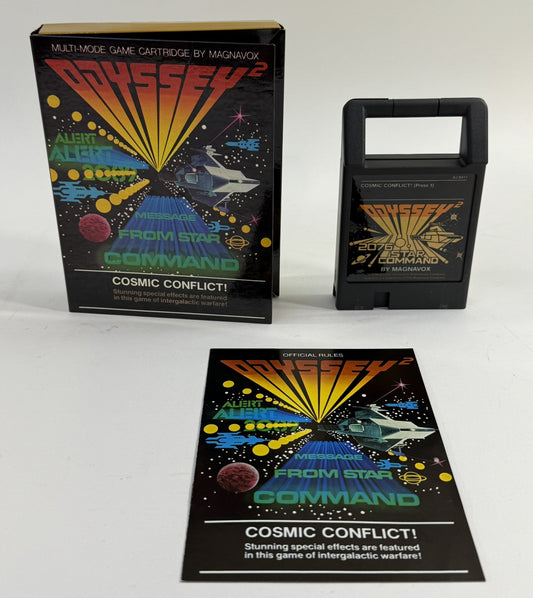 MULTI-MODE GAME CARTRIDGE BY MAGNAVOX
ODYSSEY²
ALERT
ALERT
MESSAGE
FROM STAR
COMMAND
COSMIC CONFLICT!
Stunning special effects are featured
in this game of intergalactic warfare!
COSMIC CONFLICT! (Press 1)
AJ 9411
ODYSSEY²
2076
STAR
COMMAND
BY MAGNAVOX
OFFICIAL RULES
ODYSSEY²
ALERT
ALERT
MESSAGE
FROM STAR
COMMAND
COSMIC CONFLICT!
Stunning special effects are featured
in this game of intergalactic warfare!